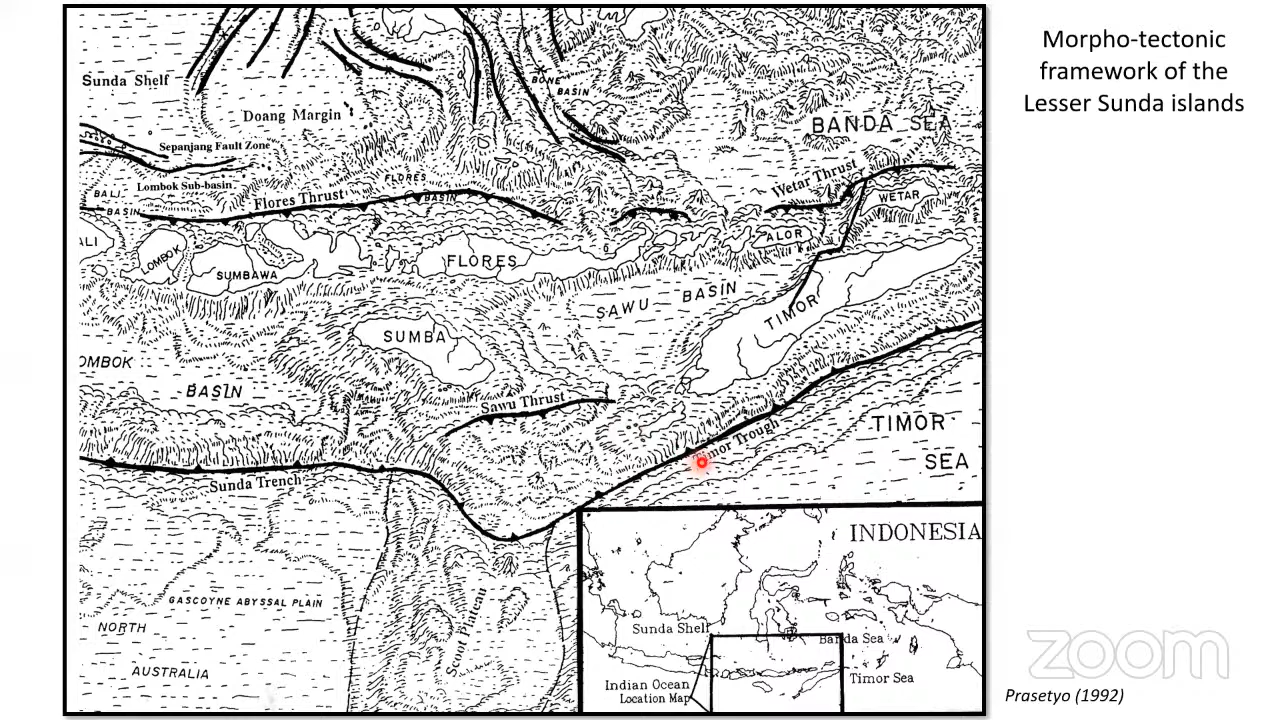 Morpho-tectonic
framework of the
Lesser Sunda islands
Sunda Shelf
BONE
BASIN
Doang Margin
BANDA SEA
Sepanjang Fault Zone
Wetar Thrust
FLORES
BASIN
Lombok Sub-basin
BALI
BASIN
Flores Thrust
WETAR
ALI
LOMBOK
SUMBAWA
FLORES
ALOR
SAWU BASIN
TIMOR
SUMBA
OMBOK
BASIN
Sawu Thrust
TIMOR
SEA
Timor Trough
Sunda Trench
INDONESIA
GASCOYNE ABYSSAL PLAIN
NORTH
AUSTRALIA
Scoot Plateau
Sunda Shelf
Banda Sea
Timor Sea
Indian Ocean
Location Map
zoom
Prasetyo (1992)